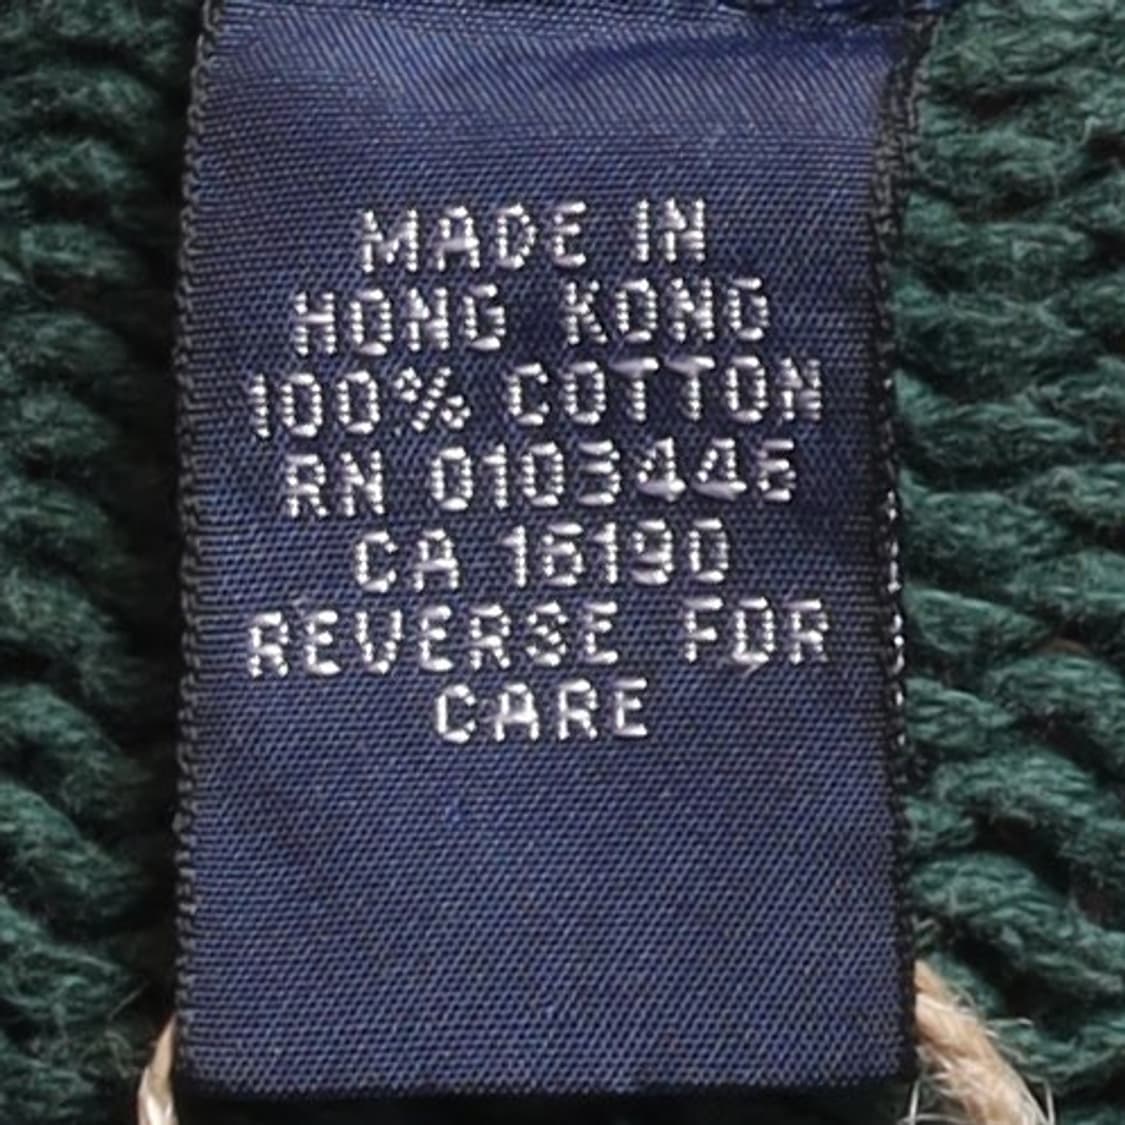 MADE IN
HONG KONG
100% COTTON
RN 0103446
CA 16190
REVERSE FOR
CARE